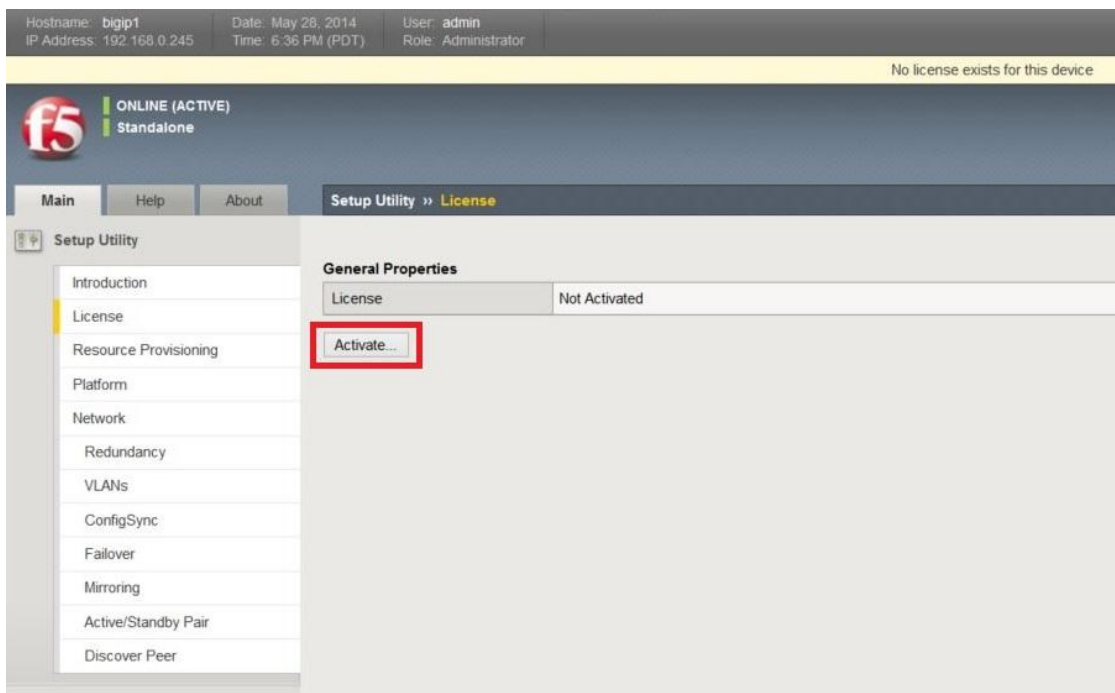 Hostname: bigip1 Date: May 28, 2014 User: admin
IP Address: 192.168.0.245 Time: 6:36 PM (PDT) Role: Administrator
No license exists for this device
f5
ONLINE (ACTIVE)
Standalone
Main Help About Setup Utility ›› License
Setup Utility
Introduction
License
Resource Provisioning
Platform
Network
Redundancy
VLANs
ConfigSync
Failover
Mirroring
Active/Standby Pair
Discover Peer
General Properties
License Not Activated
Activate...